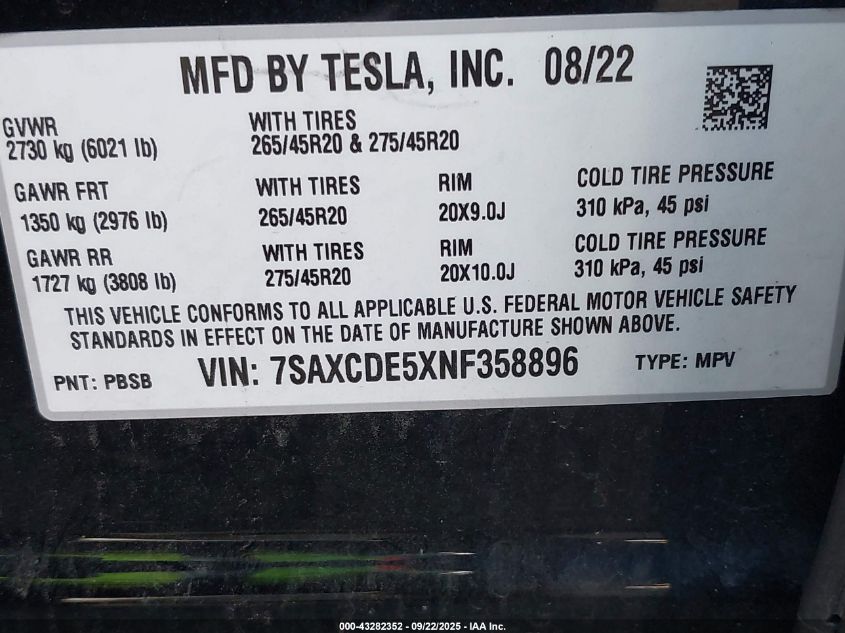 MFD BY TESLA, INC. 08/22
GVWR WITH TIRES
2730 kg (6021 lb) 265/45R20 & 275/45R20
GAWR FRT WITH TIRES RIM COLD TIRE PRESSURE
1350 kg (2976 lb) 265/45R20 20X9.0J 310 kPa, 45 psi
GAWR RR WITH TIRES RIM COLD TIRE PRESSURE
1727 kg (3808 lb) 275/45R20 20X10.0J 310 kPa, 45 psi
THIS VEHICLE CONFORMS TO ALL APPLICABLE U.S. FEDERAL MOTOR VEHICLE SAFETY
STANDARDS IN EFFECT ON THE DATE OF MANUFACTURE SHOWN ABOVE.
PNT: PBSB VIN: 7SAXCDE5XNF358896 TYPE: MPV
000-43282352 - 09/22/2025 - IAA Inc.